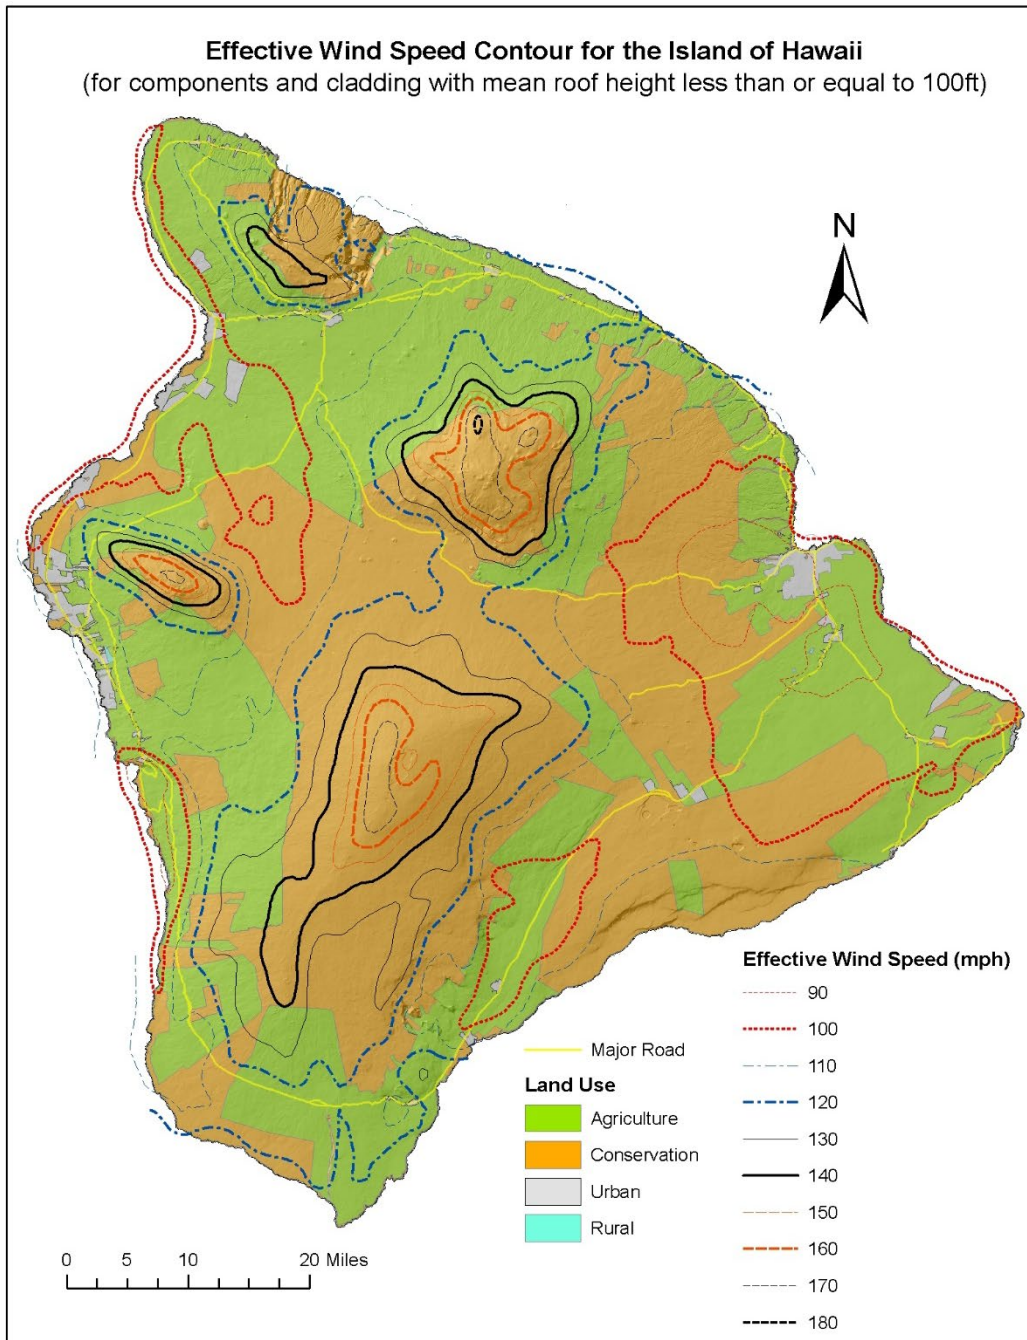 Effective Wind Speed Contour for the Island of Hawaii
(for components and cladding with mean roof height less than or equal to 100ft)
N
Effective Wind Speed (mph)
90
100
110
120
130
140
150
160
170
180
Major Road
Land Use
Agriculture
Conservation
Urban
Rural
0 5 10 20 Miles